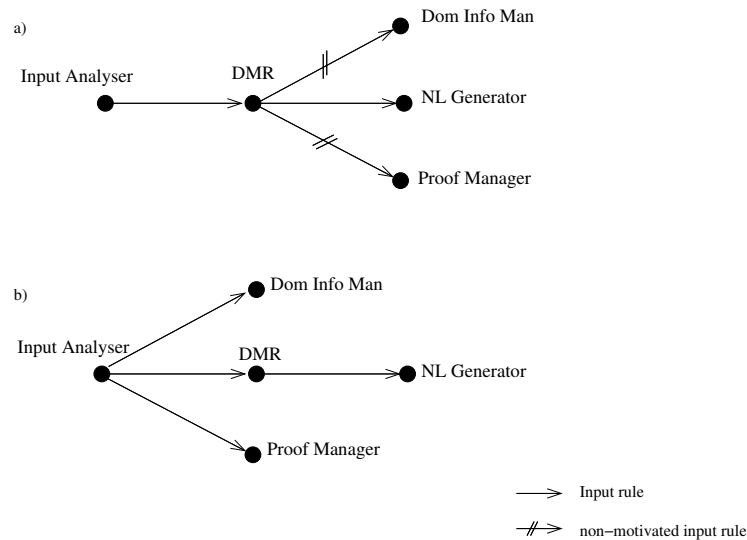 a)
Dom Info Man
Input Analyser
DMR
NL Generator
Proof Manager
b)
Dom Info Man
Input Analyser
DMR
NL Generator
Proof Manager
Input rule
non−motivated input rule